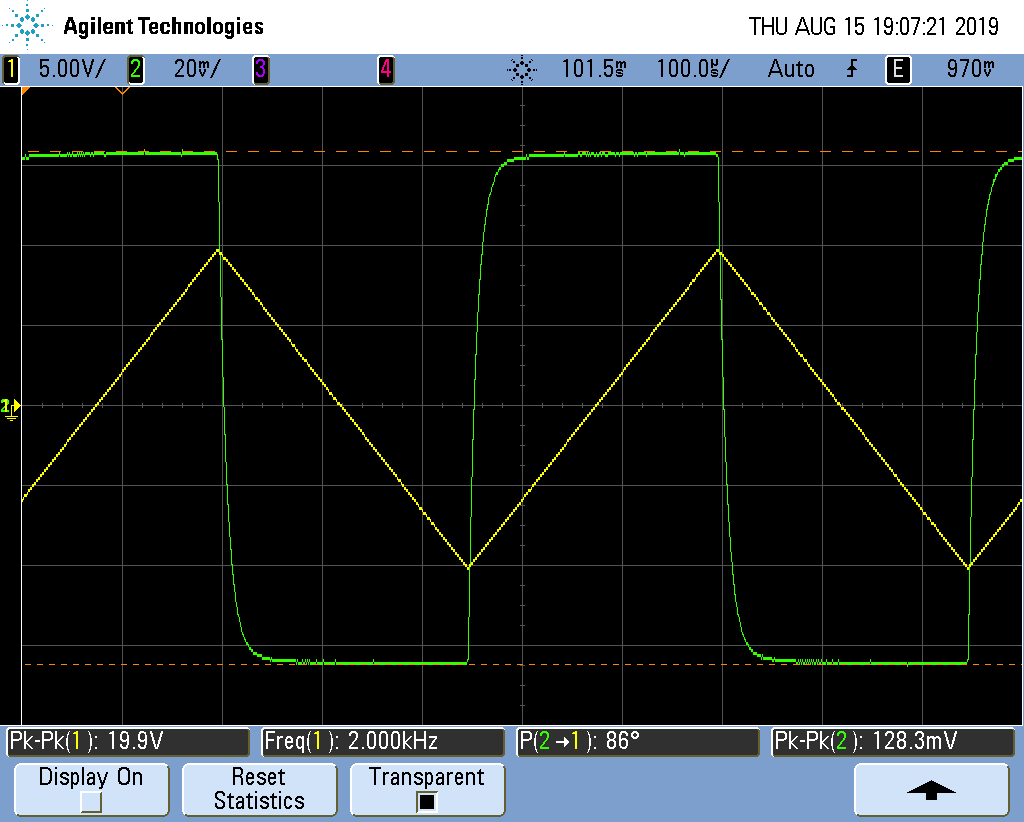 Agilent Technologies
THU AUG 15 19:07:21 2019
1 5.00V/ 2 20mV/ 3 4 101.5ms 100.0us/ Auto E 970mV
Pk-Pk(1): 19.9V Freq(1): 2.000kHz P(2→1): 86° Pk-Pk(2): 128.3mV
Display On Reset Statistics Transparent